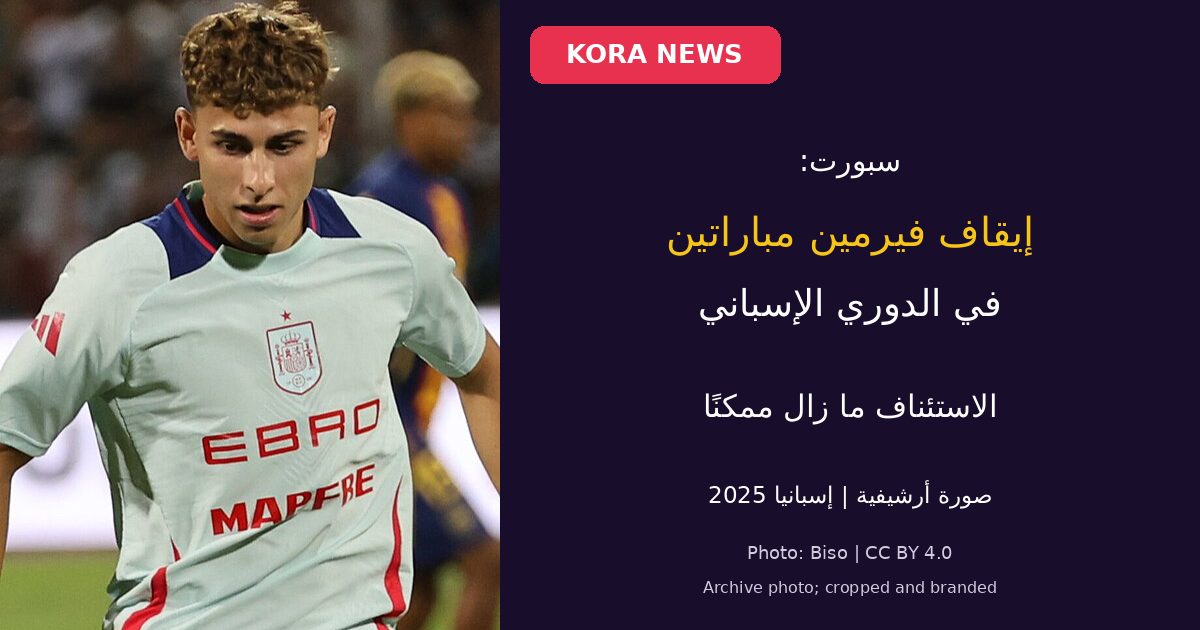 KORA NEWS
سبورت:
إيقاف فيرمين مباراتين
في الدوري الإسباني
الاستئناف ما زال ممكنًا
صورة أرشيفية | إسبانيا 2025
Photo: Biso | CC BY 4.0
Archive photo; cropped and branded
EBRO
MAPFRE